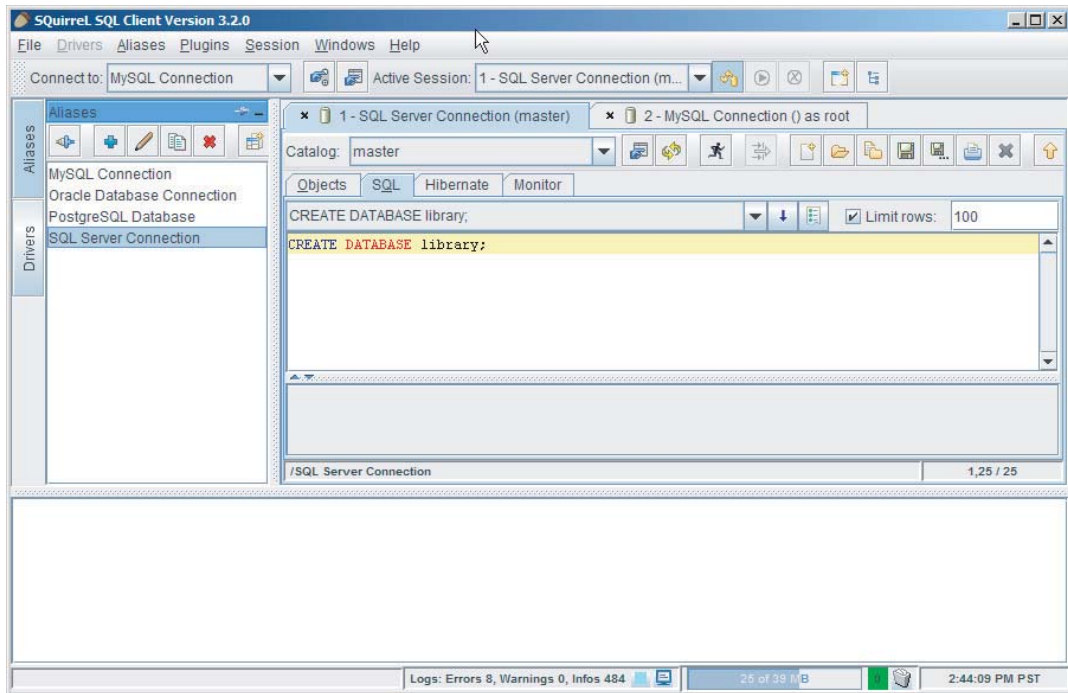 SQuirreL SQL Client Version 3.2.0
File Drivers Aliases Plugins Session Windows Help
Connect to: MySQL Connection Active Session: 1 - SQL Server Connection (m...
Aliases
Drivers
Aliases
MySQL Connection
Oracle Database Connection
PostgreSQL Database
SQL Server Connection
1 - SQL Server Connection (master) 2 - MySQL Connection () as root
Catalog: master
Objects SQL Hibernate Monitor
CREATE DATABASE library; Limit rows: 100
CREATE DATABASE library;
/SQL Server Connection 1,25 / 25
Logs: Errors 8, Warnings 0, Infos 484 25 of 39 MB 0 2:44:09 PM PST